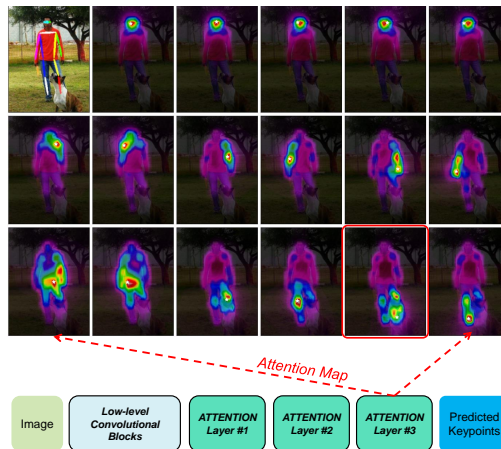 Attention Map
Image
Low-level
Convolutional
Blocks
ATTENTION
Layer #1
ATTENTION
Layer #2
ATTENTION
Layer #3
Predicted
Keypoints